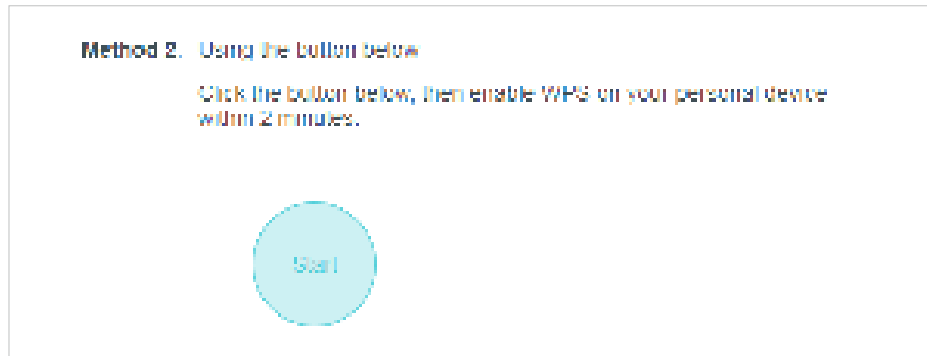 Method 2. Using the button below
Click the button below, then enable WPS on your personal device
within 2 minutes.
Start